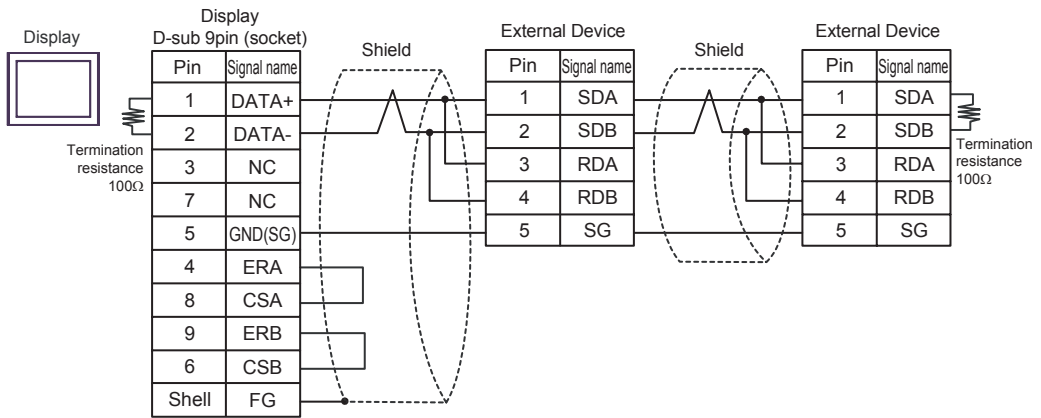 Display
Display
D-sub 9pin (socket)
Pin Signal name
1 DATA+
2 DATA-
3 NC
7 NC
5 GND(SG)
4 ERA
8 CSA
9 ERB
6 CSB
Shell FG
Termination
resistance
100Ω
Shield
External Device
Pin Signal name
1 SDA
2 SDB
3 RDA
4 RDB
5 SG
Shield
External Device
Pin Signal name
1 SDA
2 SDB
3 RDA
4 RDB
5 SG
Termination
resistance
100Ω